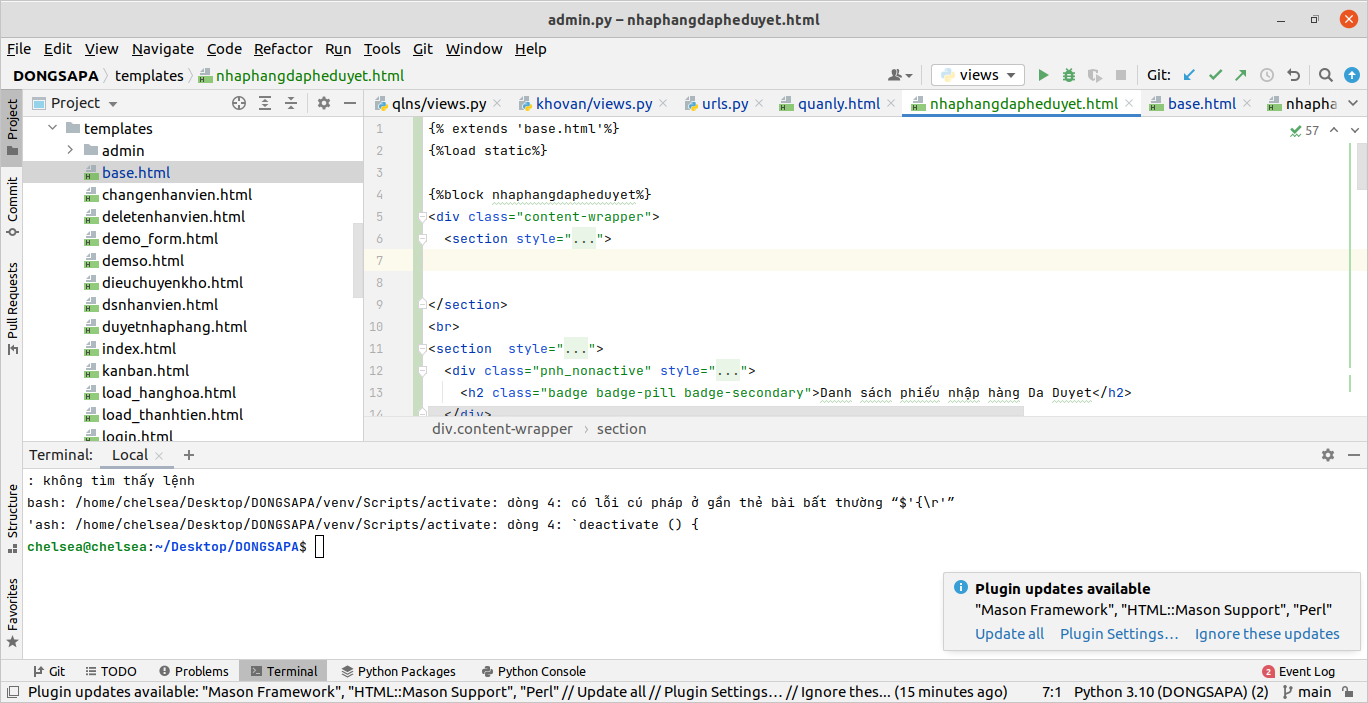 admin.py – nhaphangdapheduyet.html
File Edit View Navigate Code Refactor Run Tools Git Window Help
DONGSAPA templates nhaphangdapheduyet.html
views
Git:
Project
qlns/views.py khovan/views.py urls.py quanly.html nhaphangdapheduyet.html base.html nhapha
Project
Commit
Pull Requests
Structure
Favorites
templates
admin
base.html
changenhanvien.html
deletenhanvien.html
demo_form.html
demso.html
dieuchuyenkho.html
dsnhanvien.html
duyetnhaphang.html
index.html
kanban.html
load_hanghoa.html
load_thanhtien.html
login.html
57
1 {% extends 'base.html'%}
2 {%load static%}
3
4 {%block nhaphangdapheduyet%}
5 <div class="content-wrapper">
6 <section style="...">
7
8
9 </section>
10 <br>
11 <section  style="...">
12 <div class="pnh_nonactive" style="...">
13 <h2 class="badge badge-pill badge-secondary">Danh sách phiếu nhập hàng Da Duyet</h2>
14 </div>
div.content-wrapper › section
Terminal: Local
: không tìm thấy lệnh
bash: /home/chelsea/Desktop/DONGSAPA/venv/Scripts/activate: dòng 4: có lỗi cú pháp ở gần thẻ bài bất thường “$'{\r'”
'ash: /home/chelsea/Desktop/DONGSAPA/venv/Scripts/activate: dòng 4: `deactivate () {
chelsea@chelsea:~/Desktop/DONGSAPA$
Plugin updates available
"Mason Framework", "HTML::Mason Support", "Perl"
Update all Plugin Settings… Ignore these updates
Git TODO Problems Terminal Python Packages Python Console
2 Event Log
Plugin updates available: "Mason Framework", "HTML::Mason Support", "Perl" // Update all // Plugin Settings… // Ignore thes... (15 minutes ago)
7:1 Python 3.10 (DONGSAPA) (2) main